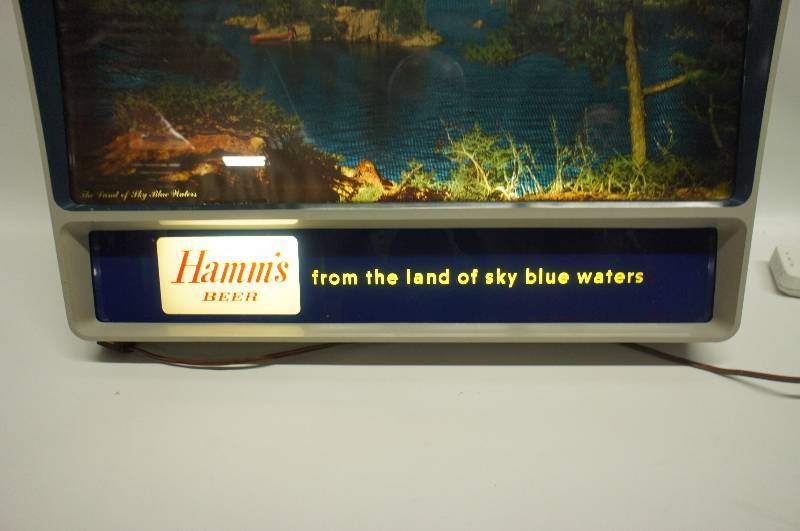 The Land of Sky Blue Waters
Hamm's
BEER
from the land of sky blue waters